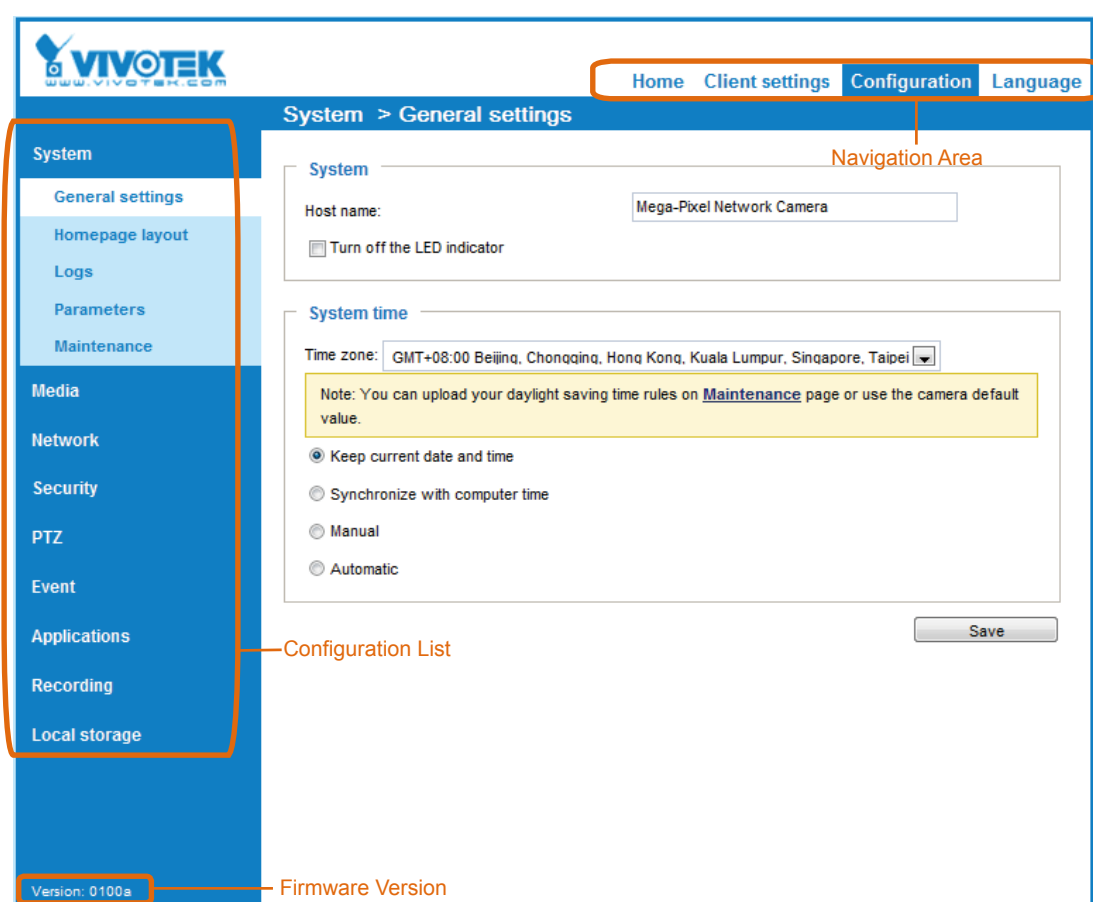 VIVOTEK
www.vivotek.com
Home Client settings Configuration Language
System > General settings
Navigation Area
System
General settings
Homepage layout
Logs
Parameters
Maintenance
Media
Network
Security
PTZ
Event
Applications
Recording
Local storage
Version: 0100a
System
Host name: Mega-Pixel Network Camera
Turn off the LED indicator
System time
Time zone: GMT+08:00 Beijing, Chongqing, Hong Kong, Kuala Lumpur, Singapore, Taipei
Note: You can upload your daylight saving time rules on Maintenance page or use the camera default
value.
Keep current date and time
Synchronize with computer time
Manual
Automatic
Save
Configuration List
Firmware Version